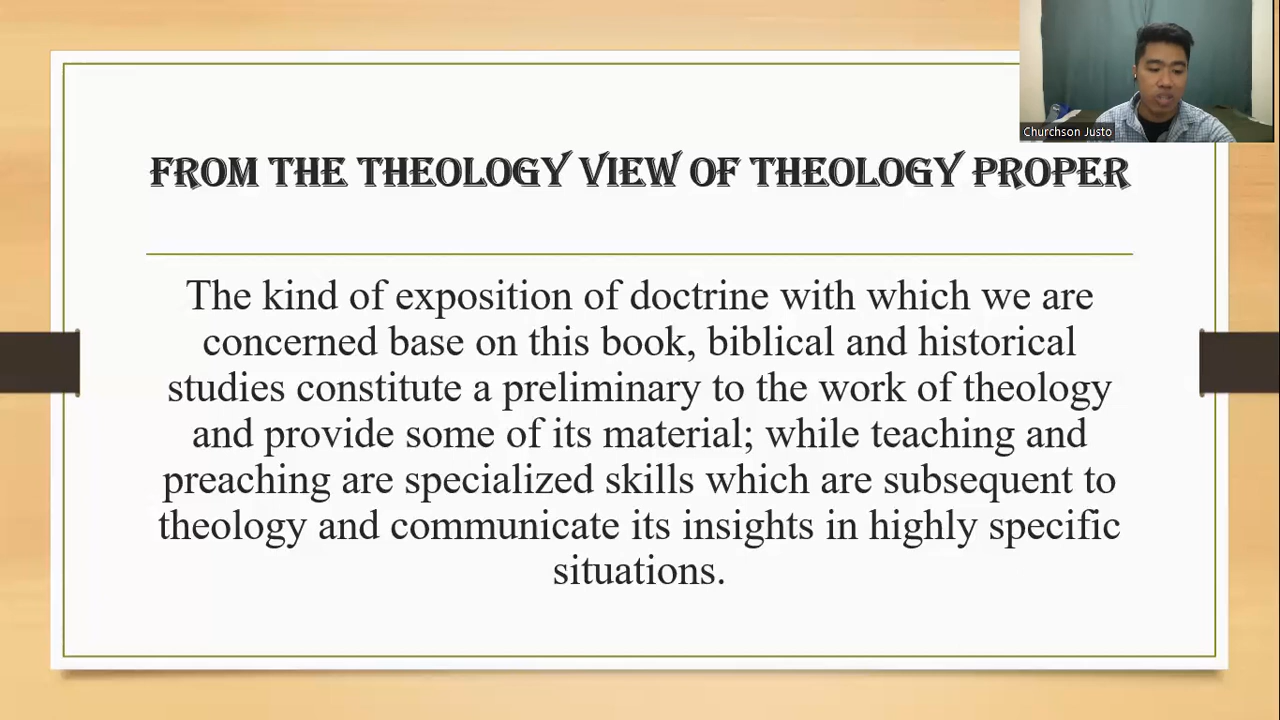 Churchson Justo
FROM THE THEOLOGY VIEW OF THEOLOGY PROPER
The kind of exposition of doctrine with which we are
concerned base on this book, biblical and historical
studies constitute a preliminary to the work of theology
and provide some of its material; while teaching and
preaching are specialized skills which are subsequent to
theology and communicate its insights in highly specific
situations.